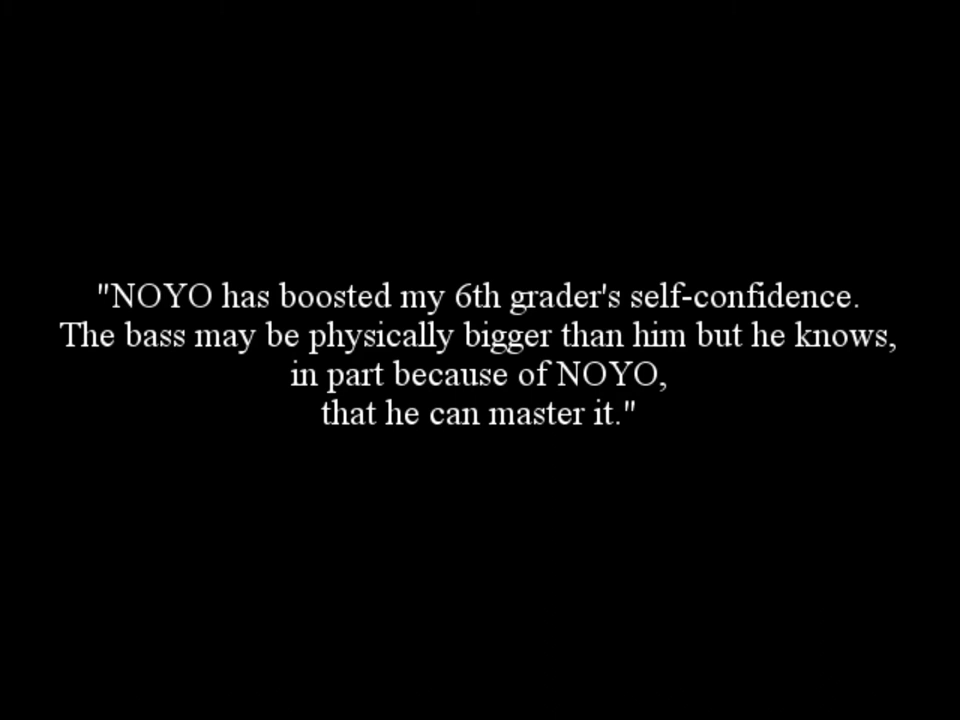 "NOYO has boosted my 6th grader's self-confidence.
The bass may be physically bigger than him but he knows,
in part because of NOYO,
that he can master it."